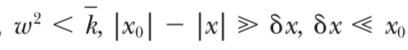 , w² < k̅, |x₀| − |x| ⩾ δx, δx ⩽ x₀